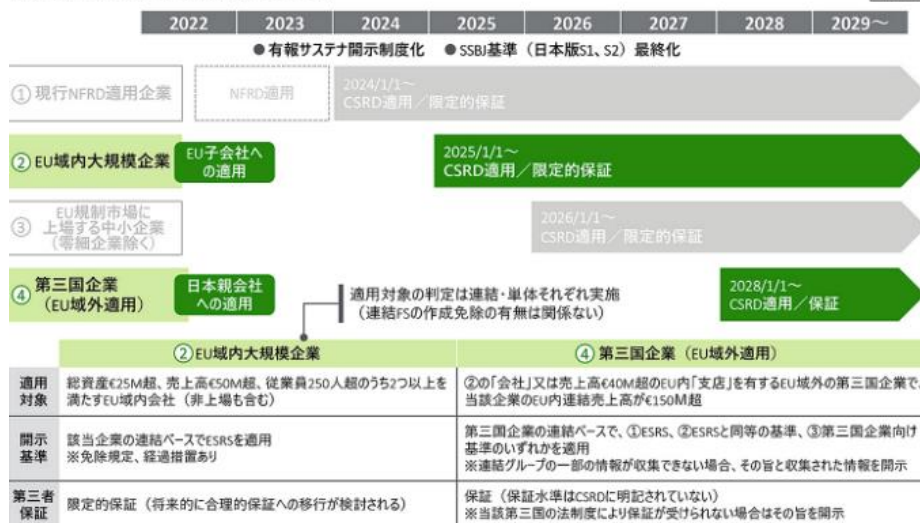 2022 2023 2024 2025 2026 2027 2028 2029～
●有報サステナ開示制度化 ●SSBJ基準（日本版S1、S2）最終化
①現行NFRD適用企業
NFRD適用
2024/1/1～
CSRD適用／限定的保証
②EU域内大規模企業
EU子会社へ
の適用
2025/1/1～
CSRD適用／限定的保証
③
EU規制市場に
上場する中小企業
（零細企業除く）
2026/1/1～
CSRD適用／限定的保証
④
第三国企業
（EU域外適用）
日本親会社
への適用
適用対象の判定は連結・単体それぞれ実施
（連結FSの作成免除の有無は関係ない）
2028/1/1～
CSRD適用／保証
②EU域内大規模企業
④第三国企業（EU域外適用）
適用
対象
総資産€25M超、売上高€50M超、従業員250人超のうち2つ以上を
満たすEU域内会社（非上場も含む）
②の「会社」又は売上高€40M超のEU内「支店」を有するEU域外の第三国企業で、
当該企業のEU内連結売上高が€150M超
開示
基準
該当企業の連結ベースでESRSを適用
※免除規定、経過措置あり
第三国企業の連結ベースで、①ESRS、②ESRSと同等の基準、③第三国企業向け
基準のいずれかを適用
※連結グループの一部の情報が収集できない場合、その旨と収集された情報を開示
第三者
保証
限定的保証（将来的に合理的保証への移行が検討される）
保証（保証水準はCSRDに明記されていない）
※当該第三国の法制度により保証が受けられない場合はその旨を開示